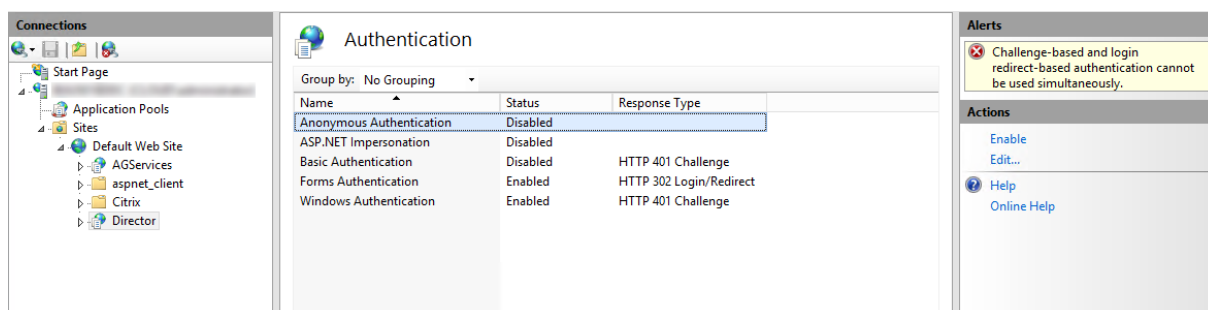 Connections
Start Page
Application Pools
Sites
Default Web Site
AGServices
aspnet_client
Citrix
Director
Authentication
Group by: No Grouping
Name Status Response Type
Anonymous Authentication Disabled
ASP.NET Impersonation Disabled
Basic Authentication Disabled HTTP 401 Challenge
Forms Authentication Enabled HTTP 302 Login/Redirect
Windows Authentication Enabled HTTP 401 Challenge
Alerts
Challenge-based and login
redirect-based authentication cannot
be used simultaneously.
Actions
Enable
Edit...
Help
Online Help